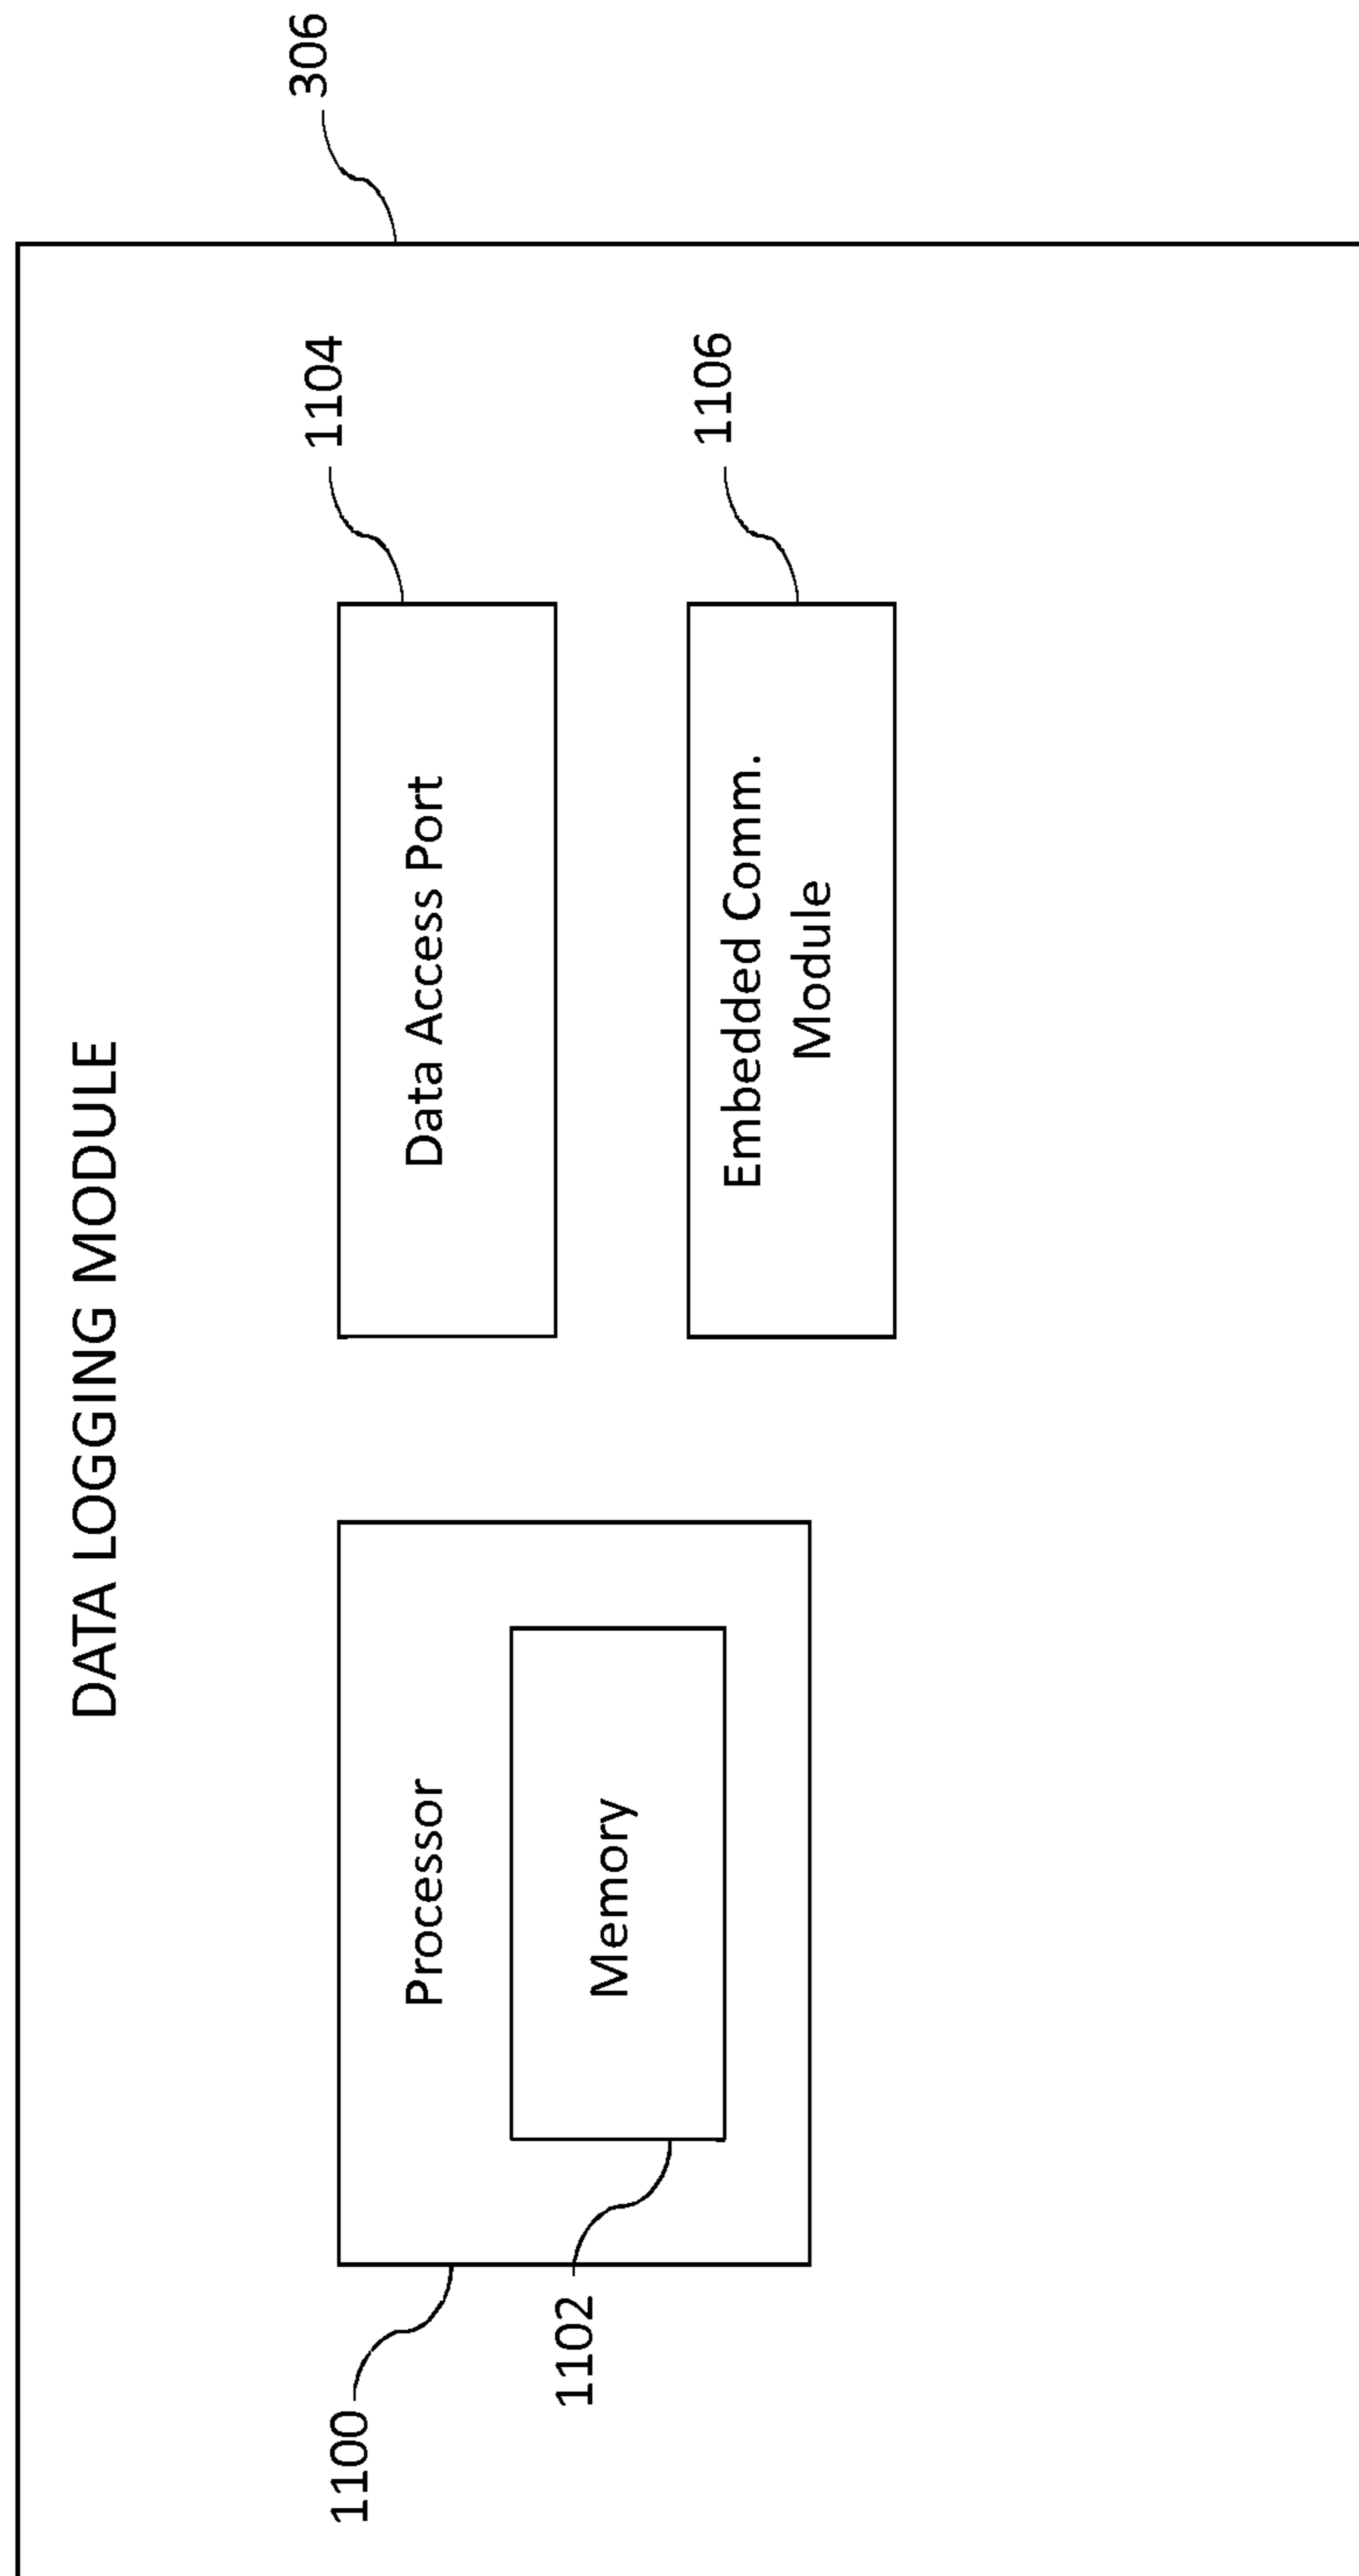 DATA LOGGING MODULE
306
1100
Processor
1102
Memory
Data Access Port
1104
Embedded Comm.
Module
1106